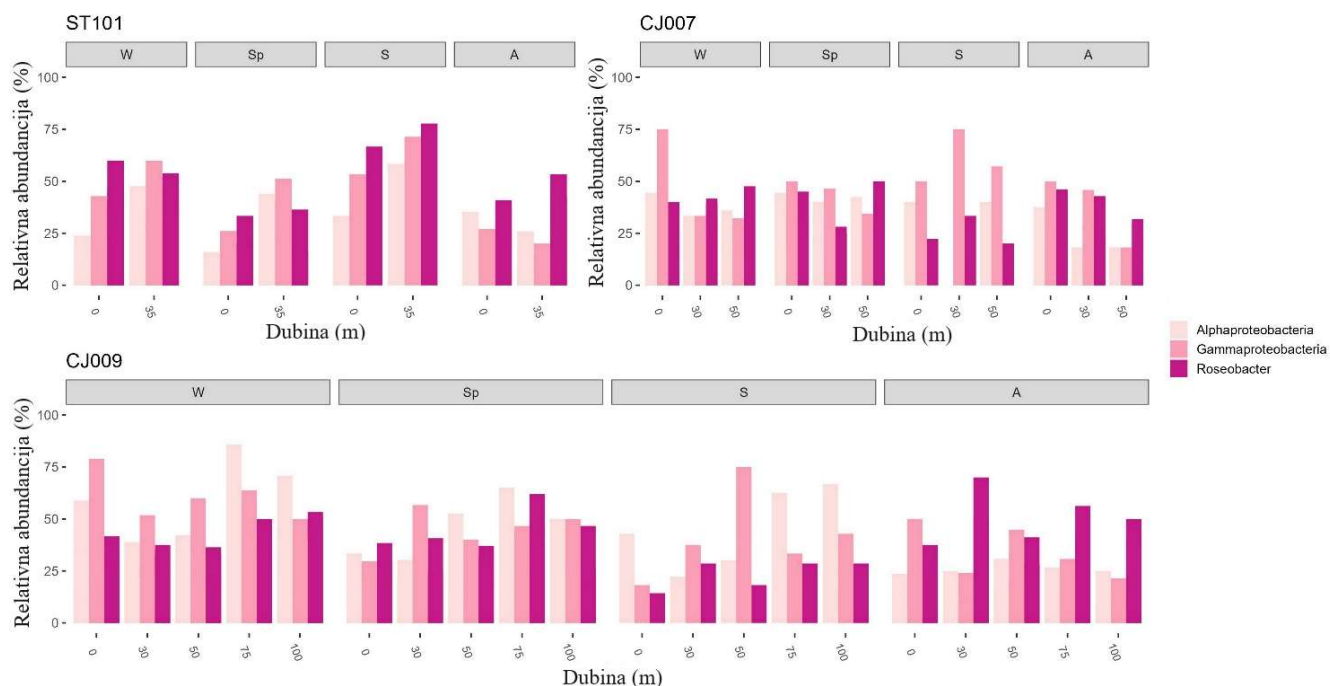 ST101
W Sp S A
Relativna abundancija (%)
100
75
50
25
0
0 35 0 35 0 35 0 35
Dubina (m)
CJ007
W Sp S A
Relativna abundancija (%)
100
75
50
25
0
0 30 50 0 30 50 0 30 50 0 30 50
Dubina (m)
Alphaproteobacteria
Gammaproteobacteria
Roseobacter
CJ009
W Sp S A
Relativna abundancija (%)
100
75
50
25
0
0 30 50 75 100 0 30 50 75 100 0 30 50 75 100 0 30 50 75 100
Dubina (m)